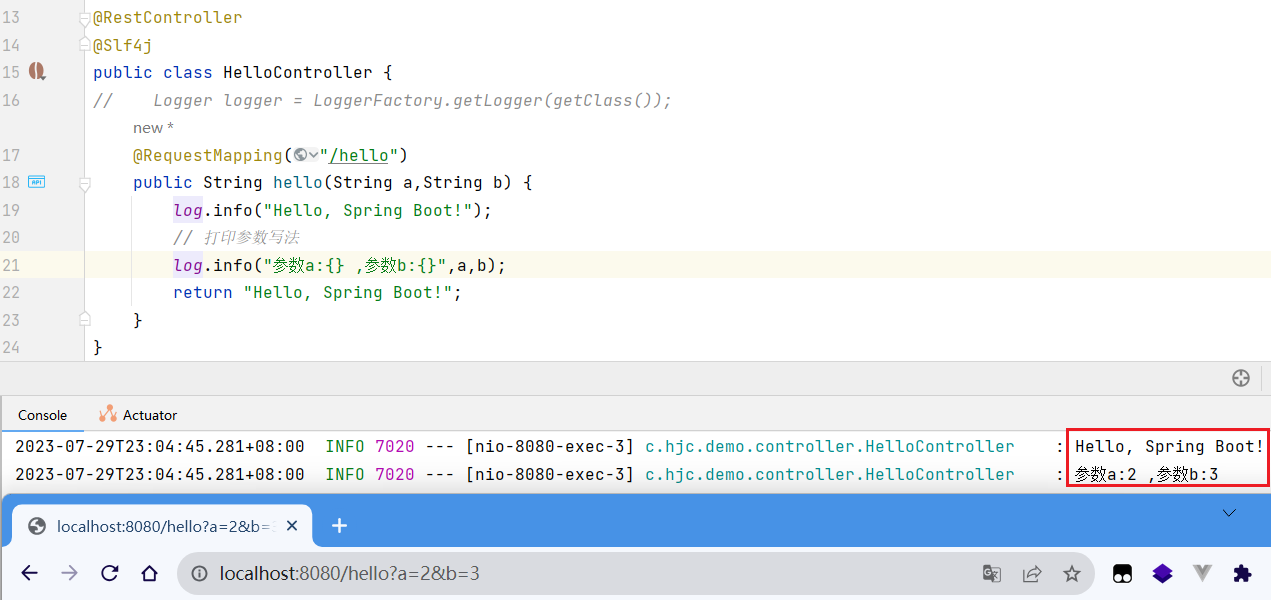 13 @RestController
14 @Slf4j
15 public class HelloController {
16 //    Logger logger = LoggerFactory.getLogger(getClass());
new *
17 @RequestMapping("/hello")
18 API public String hello(String a,String b) {
19 log.info("Hello, Spring Boot!");
20 // 打印参数写法
21 log.info("参数a:{} ,参数b:{}",a,b);
22 return "Hello, Spring Boot!";
23 }
24 }
Console Actuator
2023-07-29T23:04:45.281+08:00  INFO 7020 --- [nio-8080-exec-3] c.hjc.demo.controller.HelloController    : Hello, Spring Boot!
2023-07-29T23:04:45.281+08:00  INFO 7020 --- [nio-8080-exec-3] c.hjc.demo.controller.HelloController    : 参数a:2 ,参数b:3
localhost:8080/hello?a=2&b=
localhost:8080/hello?a=2&b=3